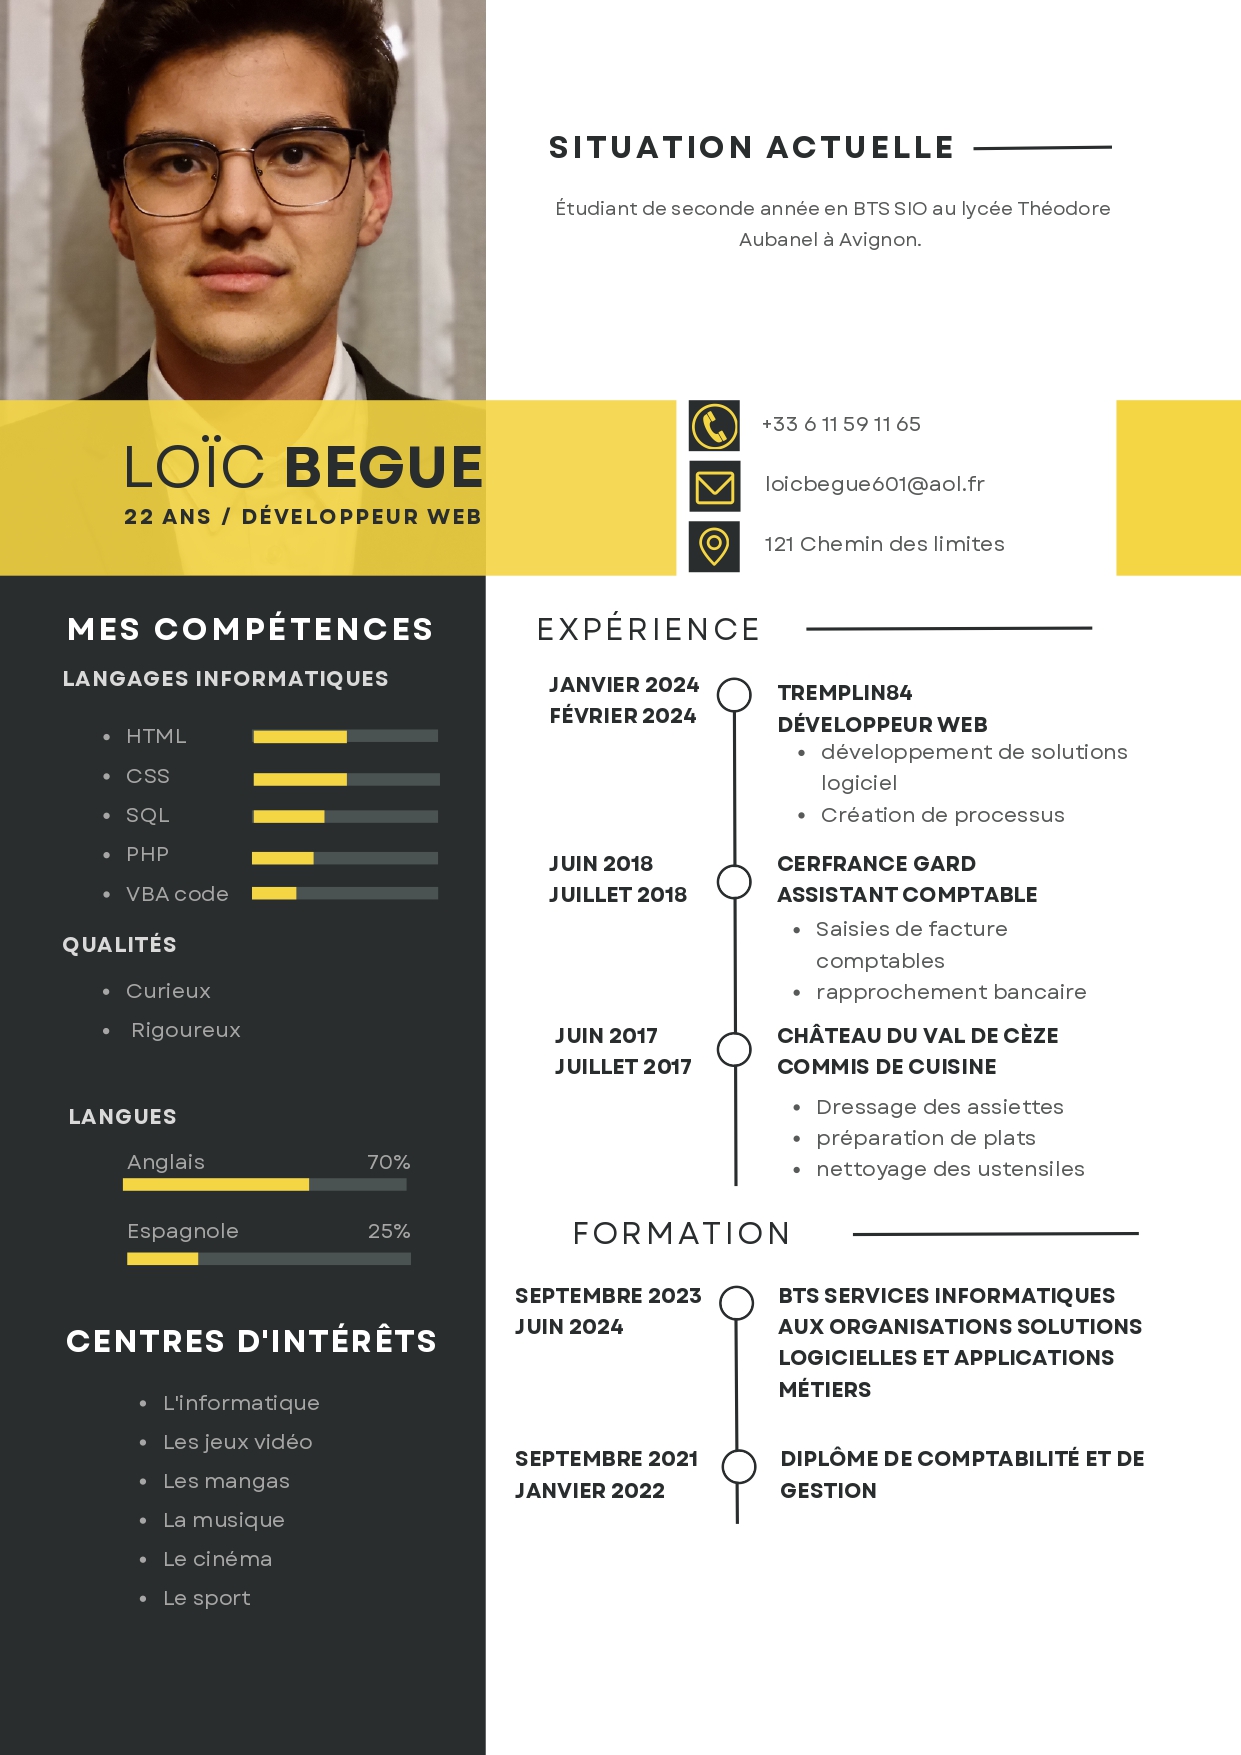 SITUATION ACTUELLE
Étudiant de seconde année en BTS SIO au lycée Théodore
Aubanel à Avignon.
LOÏC BEGUE
22 ANS / DÉVELOPPEUR WEB
+33 6 11 59 11 65
loicbegue601@aol.fr
121 Chemin des limites
MES COMPÉTENCES
LANGAGES INFORMATIQUES
• HTML
• CSS
• SQL
• PHP
• VBA code
QUALITÉS
• Curieux
• Rigoureux
LANGUES
Anglais 70%
Espagnole 25%
CENTRES D'INTÉRÊTS
• L'informatique
• Les jeux vidéo
• Les mangas
• La musique
• Le cinéma
• Le sport
EXPÉRIENCE
JANVIER 2024
FÉVRIER 2024
TREMPLIN84
DÉVELOPPEUR WEB
• développement de solutions
logiciel
• Création de processus
JUIN 2018
JUILLET 2018
CERFRANCE GARD
ASSISTANT COMPTABLE
• Saisies de facture
comptables
• rapprochement bancaire
JUIN 2017
JUILLET 2017
CHÂTEAU DU VAL DE CÈZE
COMMIS DE CUISINE
• Dressage des assiettes
• préparation de plats
• nettoyage des ustensiles
FORMATION
SEPTEMBRE 2023
JUIN 2024
BTS SERVICES INFORMATIQUES
AUX ORGANISATIONS SOLUTIONS
LOGICIELLES ET APPLICATIONS
MÉTIERS
SEPTEMBRE 2021
JANVIER 2022
DIPLÔME DE COMPTABILITÉ ET DE
GESTION